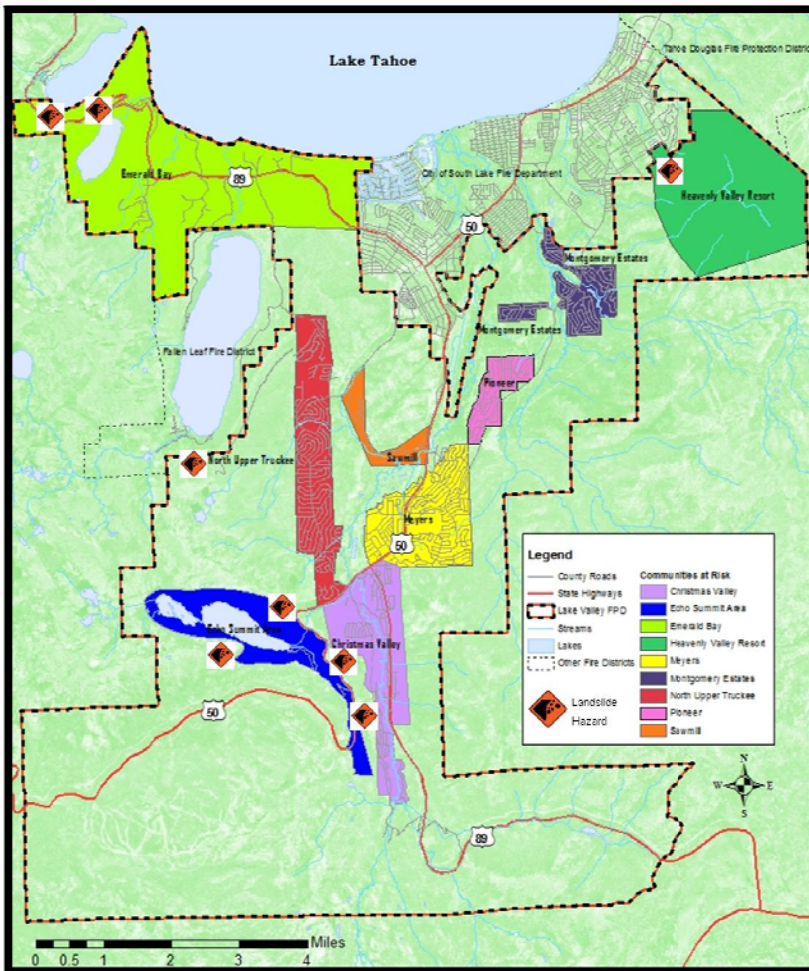 Lake Tahoe
Tahoe Douglas Fire Protection District
Emerald Bay
89
City of South Lake Fire Department
Heavenly Valley Resort
50
Montgomery Estates
Montgomery Estates
Fallen Leaf Fire District
Pioneer
North Upper Truckee
Sawmill
Meyers
50
Echo Summit Area
Christmas Valley
50
89
Legend
County Roads
State Highways
Lake Valley FPD
Streams
Lakes
Other Fire Districts
Landslide
Hazard
Communities at Risk
Christmas Valley
Echo Summit Area
Emerald Bay
Heavenly Valley Resort
Meyers
Montgomery Estates
North Upper Truckee
Pioneer
Sawmill
N
W E
S
0 0.5 1 2 3 4 Miles